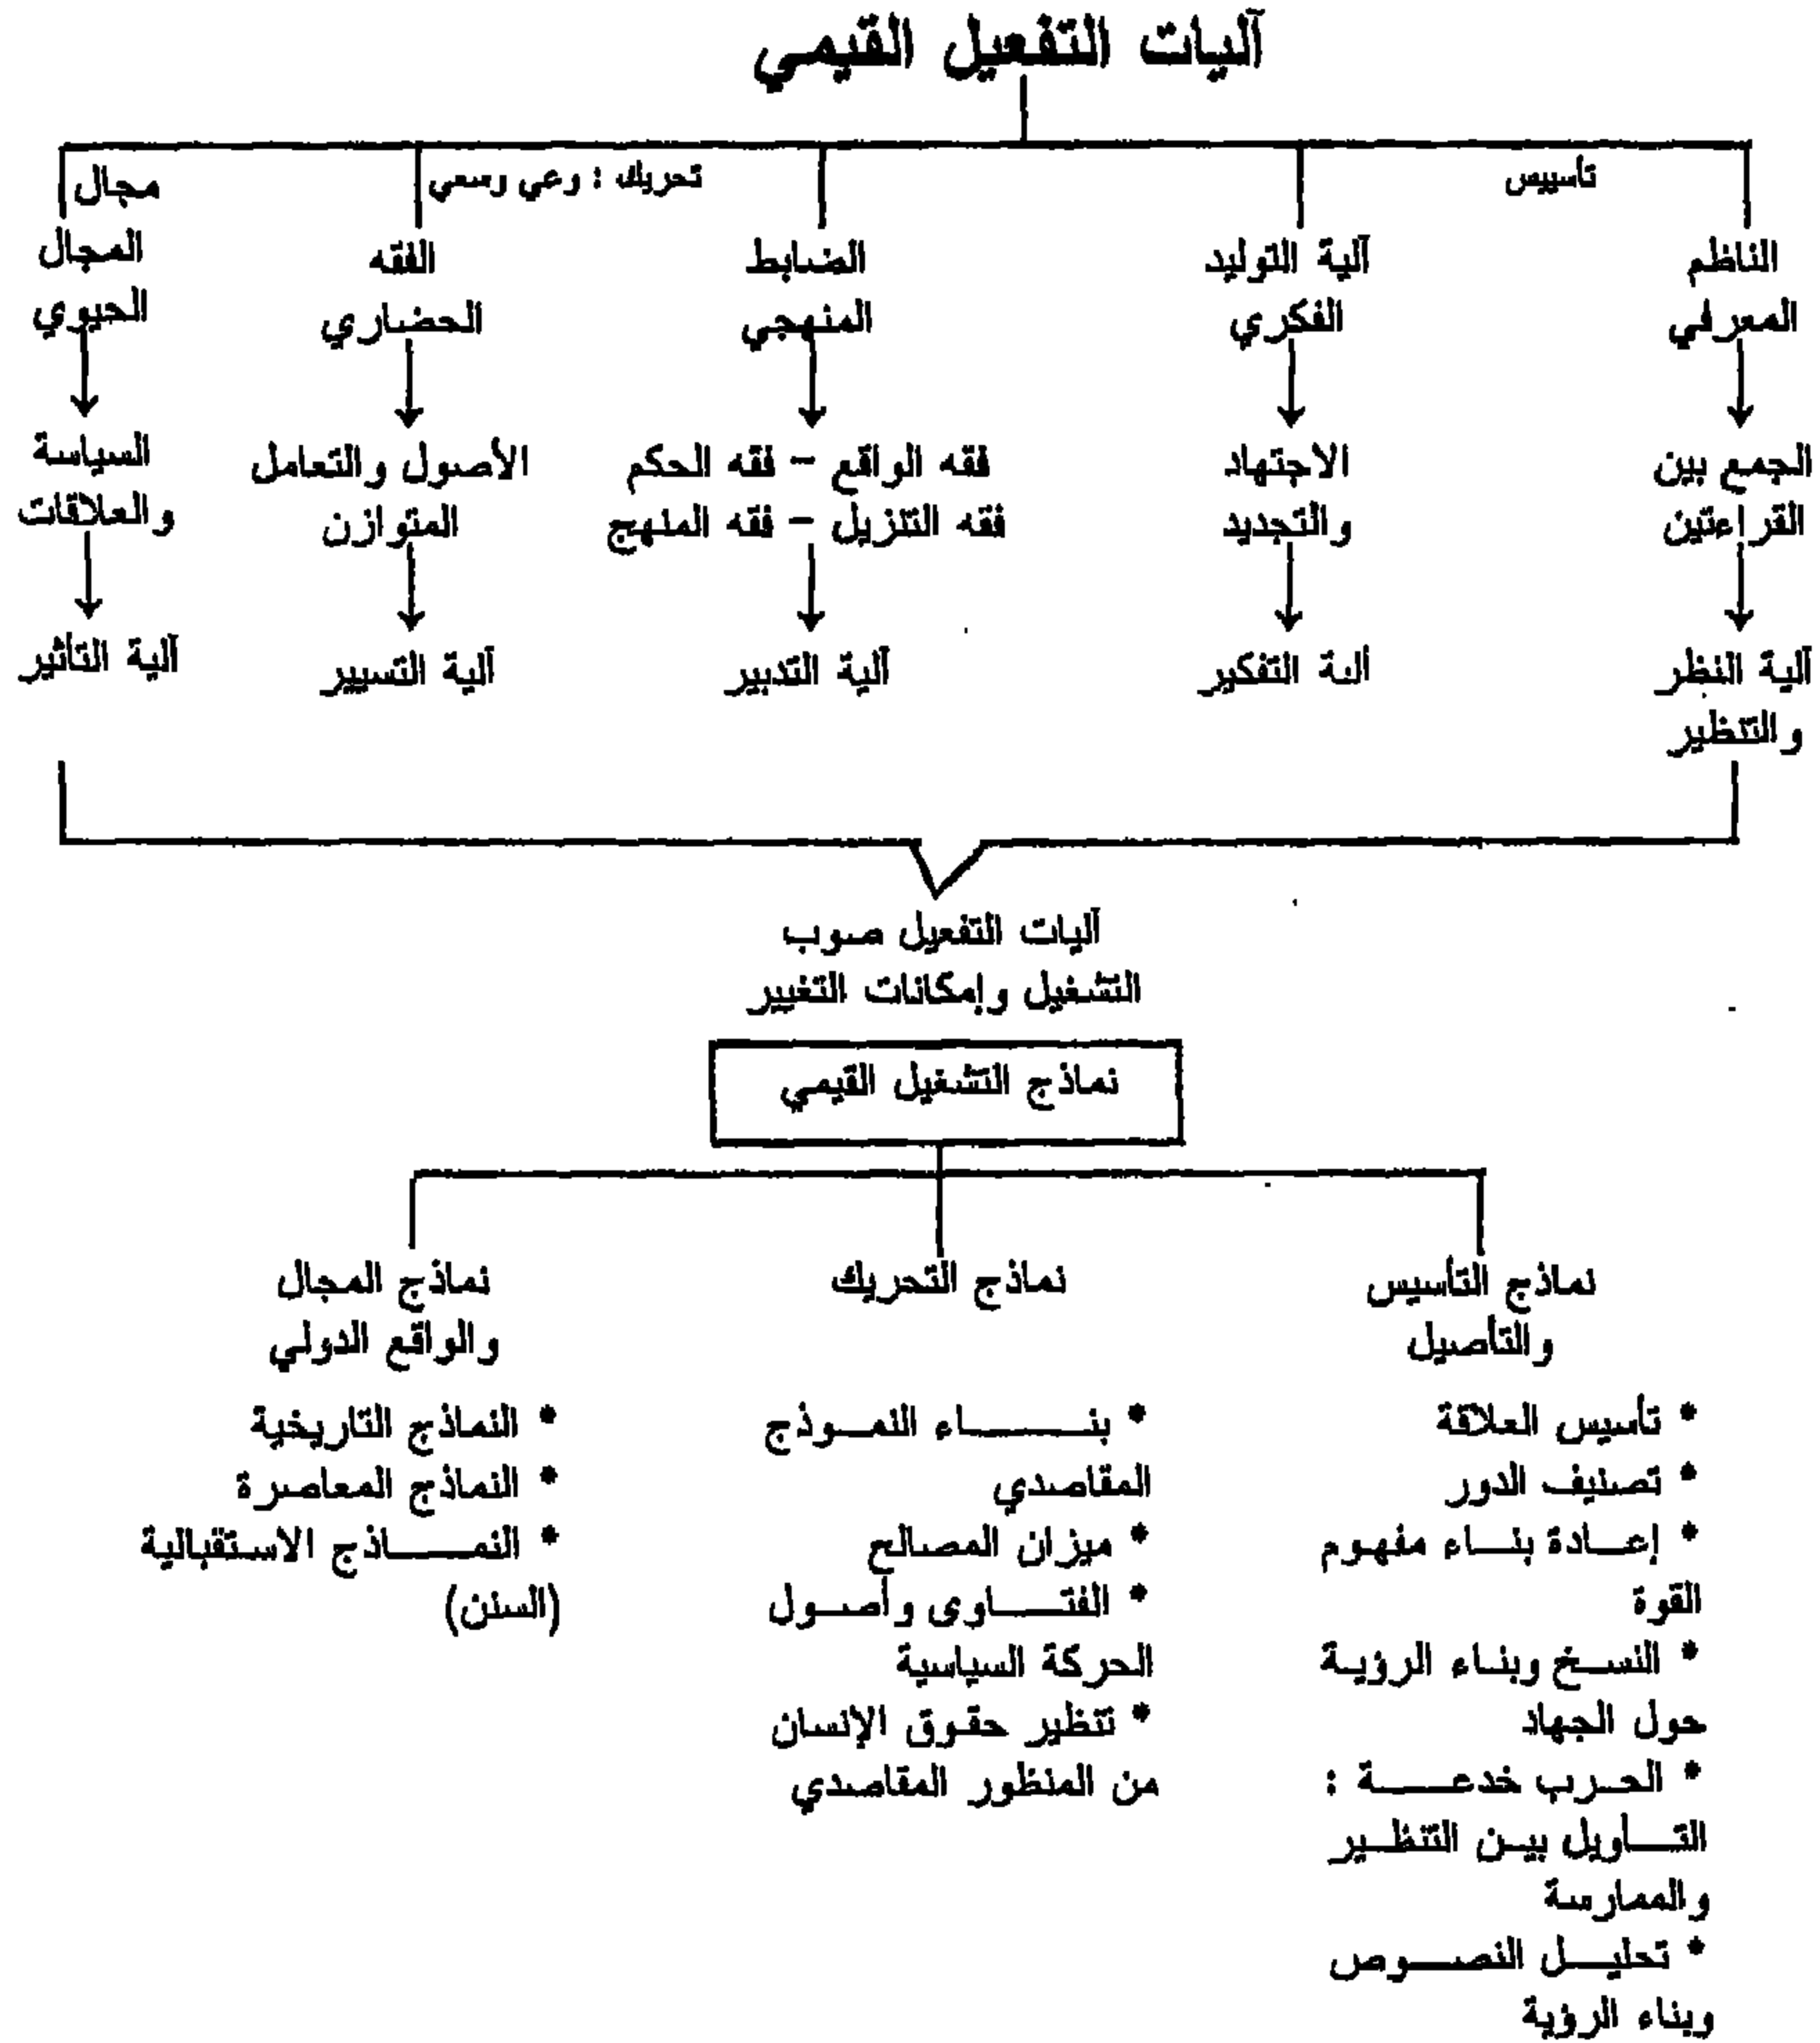 آليات التفعيل القيمي
تأسيس
تحريك : وعي وسعي
مجال
الناظم
المعرفي
الجمع بين
القراءتين
آلية النظر
والتنظير
آلية التوليد
الفكري
الاجتهاد
والتجديد
آلية التفكير
الضابط
المنهجي
فقه الواقع - فقه الحكم
فقه التنزيل - فقه المنهج
آلية التدبير
الفقه
الحضاري
الأصول والتعامل
المتوازن
آلية التسيير
المجال
الحيوي
السياسة
والعلاقات
آلية التأثير
آليات التفعيل صوب
التشغيل وإمكانات التغيير
نماذج التشغيل القيمي
نماذج التأسيس
والتأصيل
* تأسيس العلاقة
* تصنيف الدور
* إعادة بناء مفهوم
القوة
* النسخ وبناء الرؤية
حول الجهاد
* الحرب خدعة :
التأويل بين التنظير
والممارسة
* تحليل النصوص
وبناء الرؤية
نماذج التحريك
* بناء النموذج
المقاصدي
* ميزان المصالح
* الفتاوى وأصول
الحركة السياسية
* تنظير حقوق الإنسان
من المنظور المقاصدي
نماذج المجال
والواقع الدولي
* النماذج التاريخية
* النماذج المعاصرة
* النماذج الاستقبالية
(السنن)